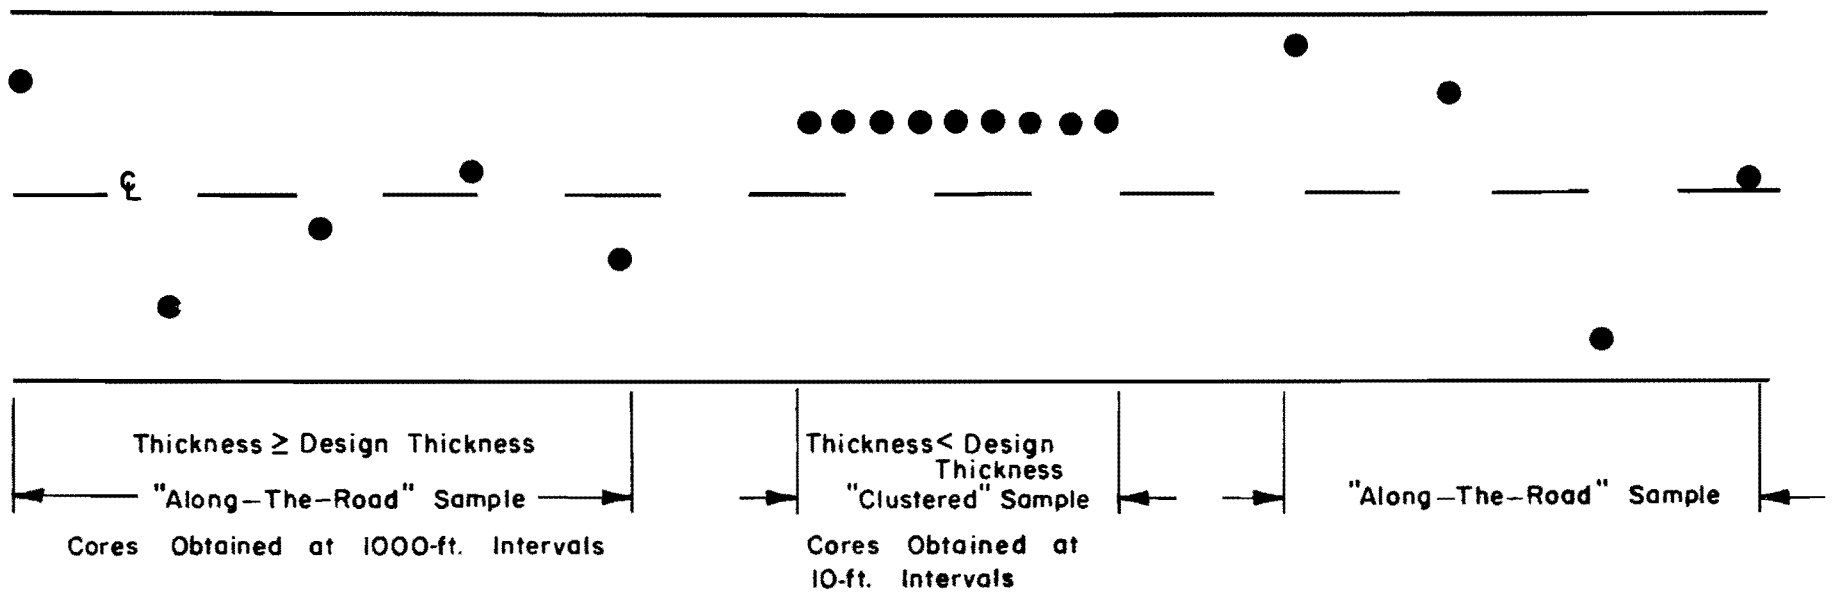 ℄
Thickness ≥ Design Thickness
"Along-The-Road" Sample
Cores Obtained at 1000-ft. Intervals
Thickness < Design
Thickness
"Clustered" Sample
Cores Obtained at
10-ft. Intervals
"Along-The-Road" Sample